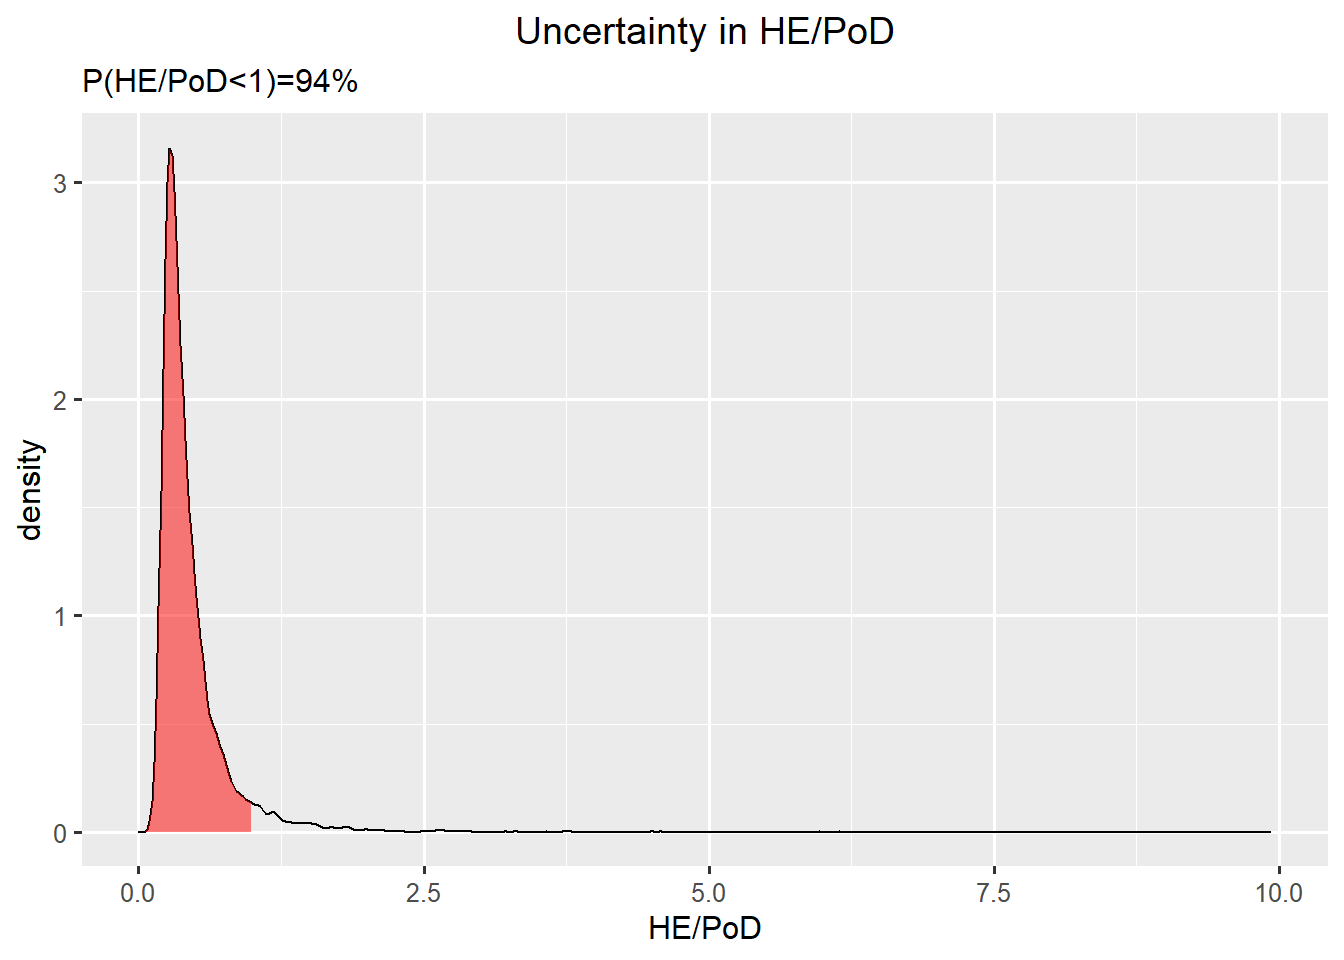 Uncertainty in HE/PoD
P(HE/PoD<1)=94%
3
2
1
0
density
0.0 2.5 5.0 7.5 10.0
HE/PoD